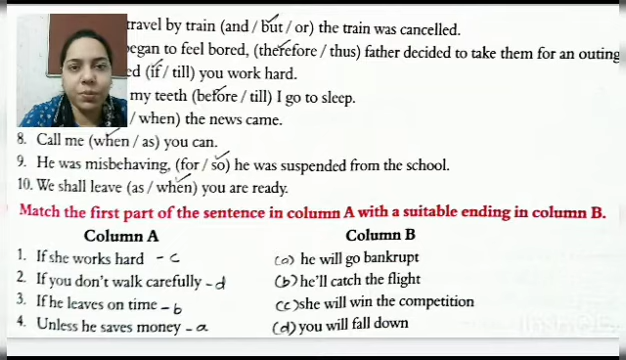 travel by train (and / but / or) the train was cancelled.
egan to feel bored, (therefore / thus) father decided to take them for an outing
ed (if / till) you work hard.
my teeth (before / till) I go to sleep.
/ when) the news came.
8. Call me (when / as) you can.
9. He was misbehaving, (for / so) he was suspended from the school.
10. We shall leave (as / when) you are ready.
Match the first part of the sentence in column A with a suitable ending in column B.
Column A Column B
1. If she works hard - c (a) he will go bankrupt
2. If you don't walk carefully - d (b) he'll catch the flight
3. If he leaves on time - b (c) she will win the competition
4. Unless he saves money - a (d) you will fall down